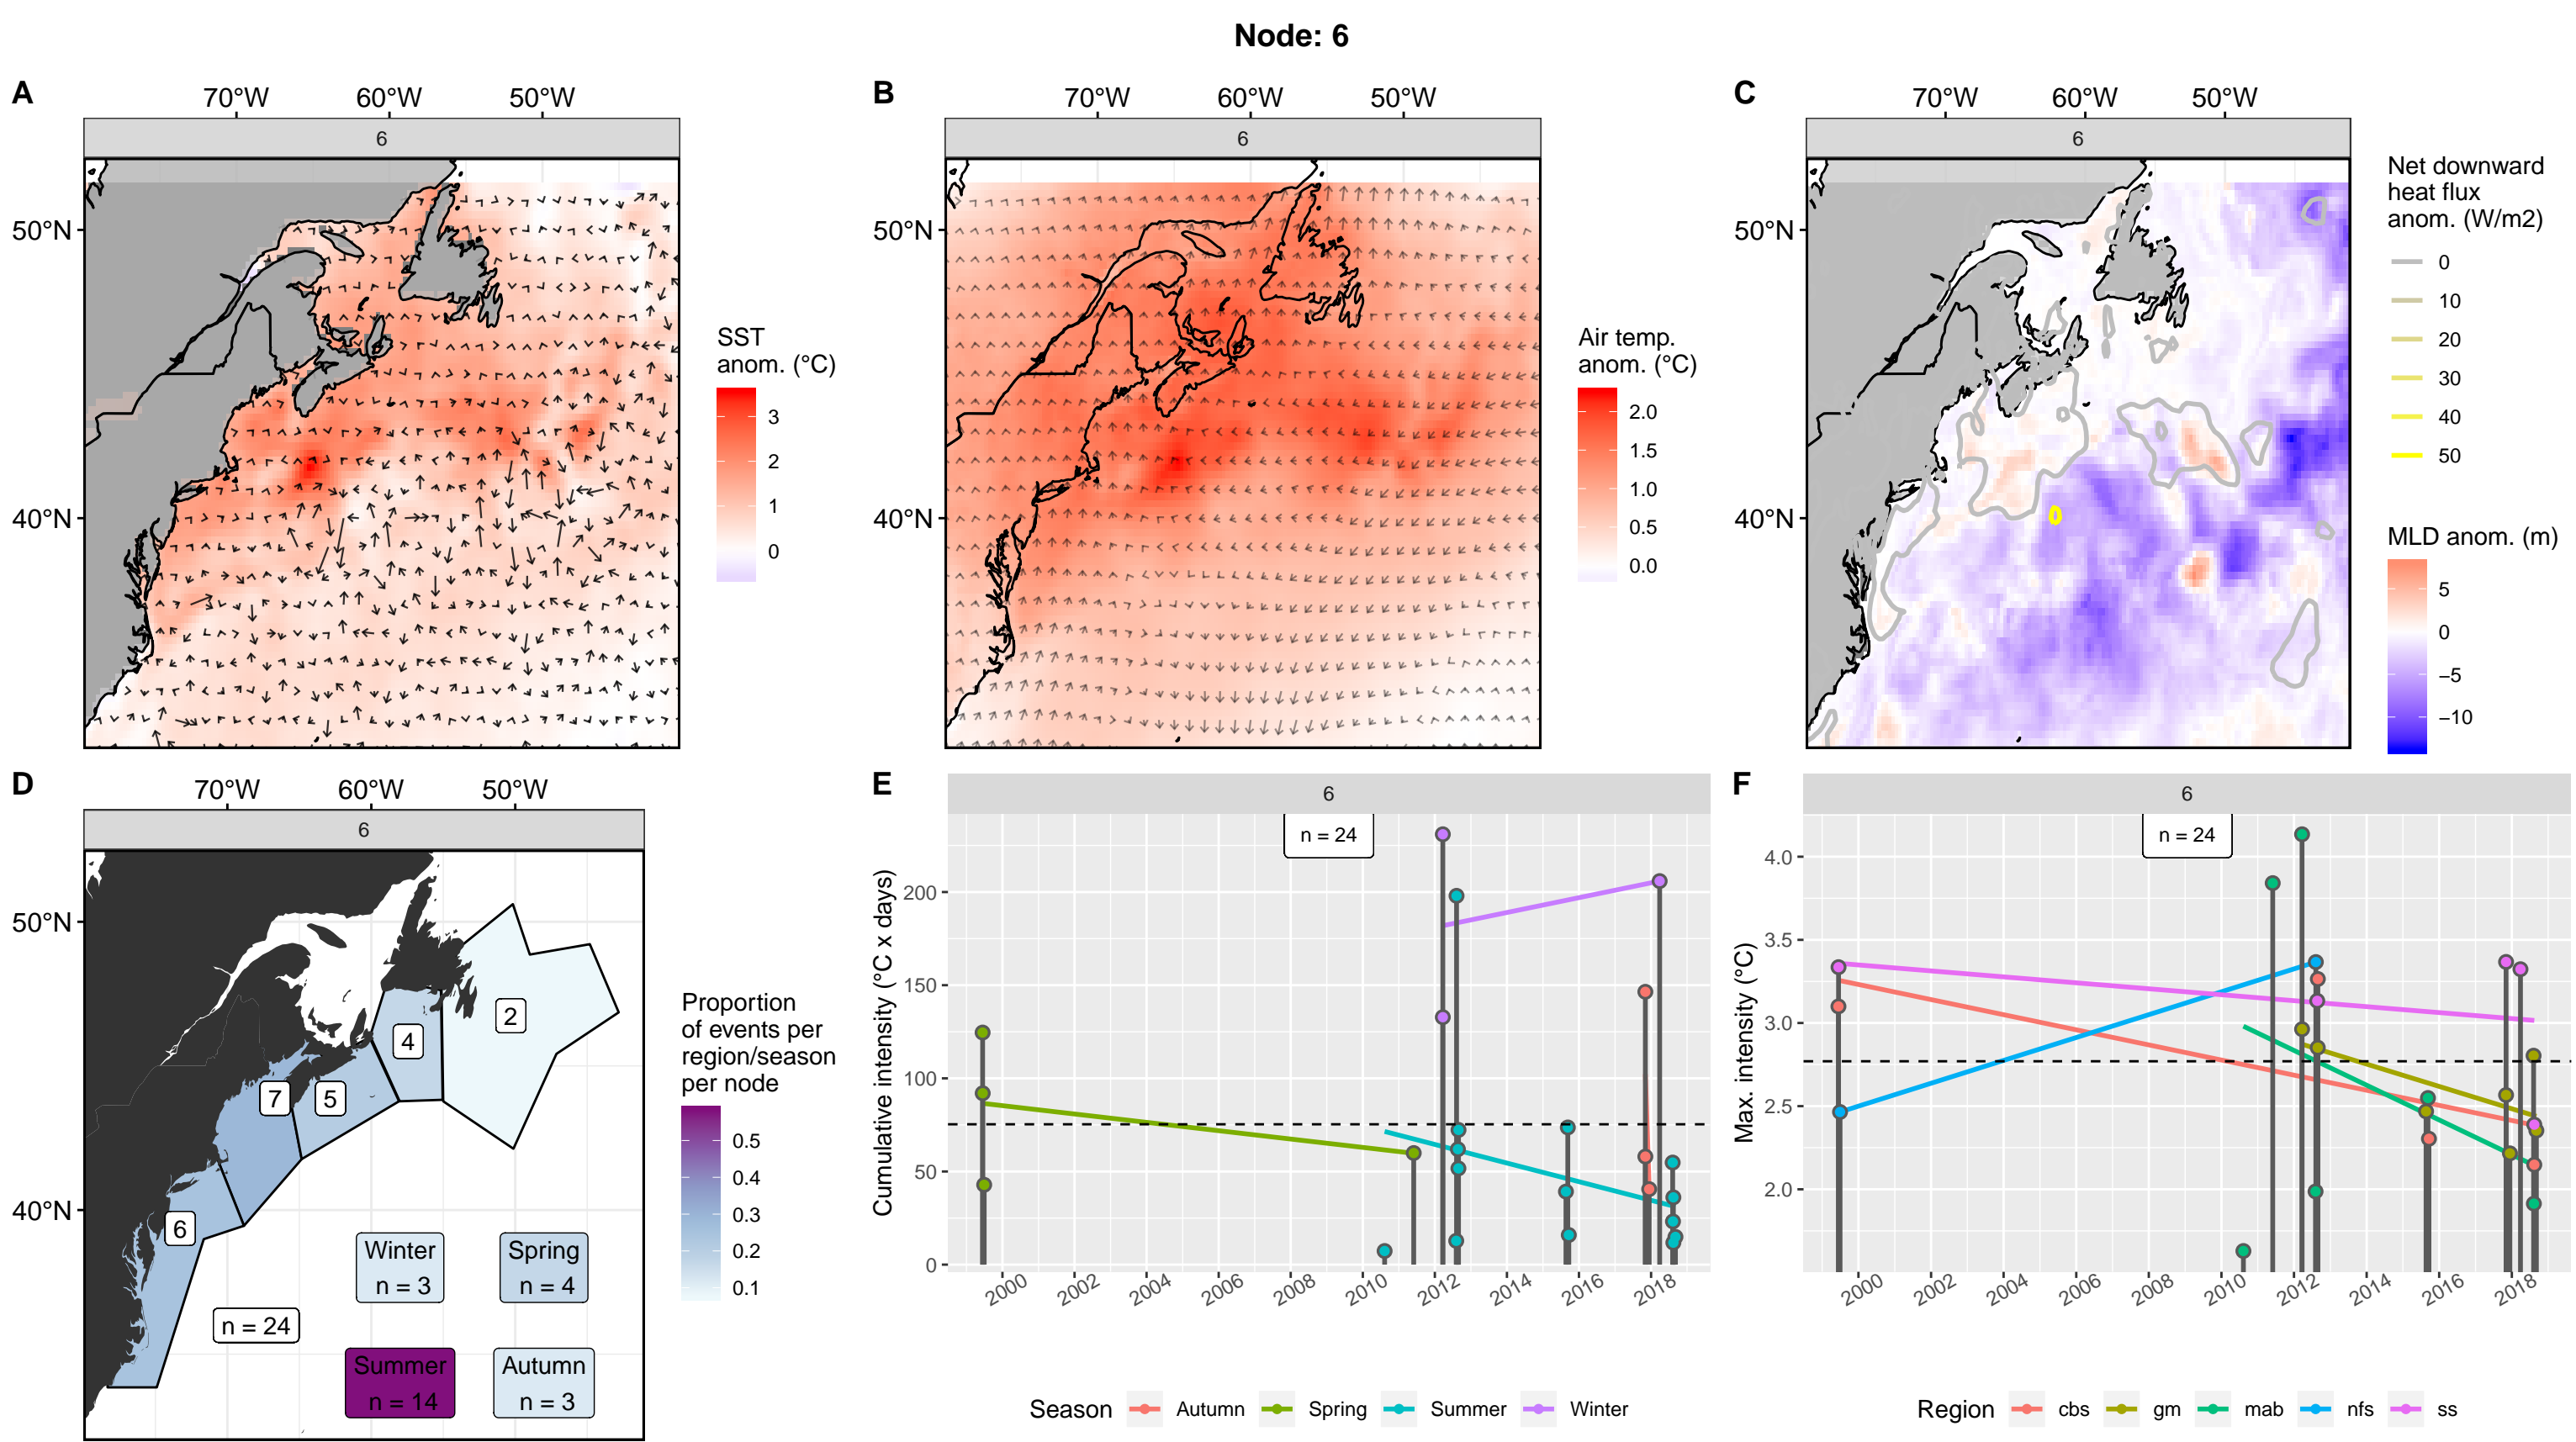 Node: 6
A
70°W 60°W 50°W
6
50°N
40°N
SST
anom. (°C)
3
2
1
0
B
70°W 60°W 50°W
6
50°N
40°N
Air temp.
anom. (°C)
2.0
1.5
1.0
0.5
0.0
C
70°W 60°W 50°W
6
50°N
40°N
Net downward
heat flux
anom. (W/m2)
0
10
20
30
40
50
MLD anom. (m)
5
0
−5
−10
D
70°W 60°W 50°W
6
50°N
40°N
2
4
7 5
6
Winter
n = 3
Spring
n = 4
n = 24
Summer
n = 14
Autumn
n = 3
Proportion
of events per
region/season
per node
0.5
0.4
0.3
0.2
0.1
E
6
n = 24
Cumulative intensity (°C x days)
200
150
100
50
0
2000 2002 2004 2006 2008 2010 2012 2014 2016 2018
Season Autumn Spring Summer Winter
F
6
n = 24
Max. intensity (°C)
4.0
3.5
3.0
2.5
2.0
2000 2002 2004 2006 2008 2010 2012 2014 2016 2018
Region cbs gm mab nfs ss